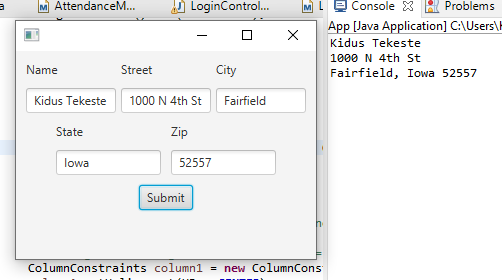 AttendanceM...
LoginControl...
Console
Problems
App [Java Application] C:\Users\
Kidus Tekeste
1000 N 4th St
Fairfield, Iowa 52557
Name Street City
Kidus Tekeste 1000 N 4th St Fairfield
State Zip
Iowa 52557
Submit
ColumnConstraints column1 = new ColumnCons